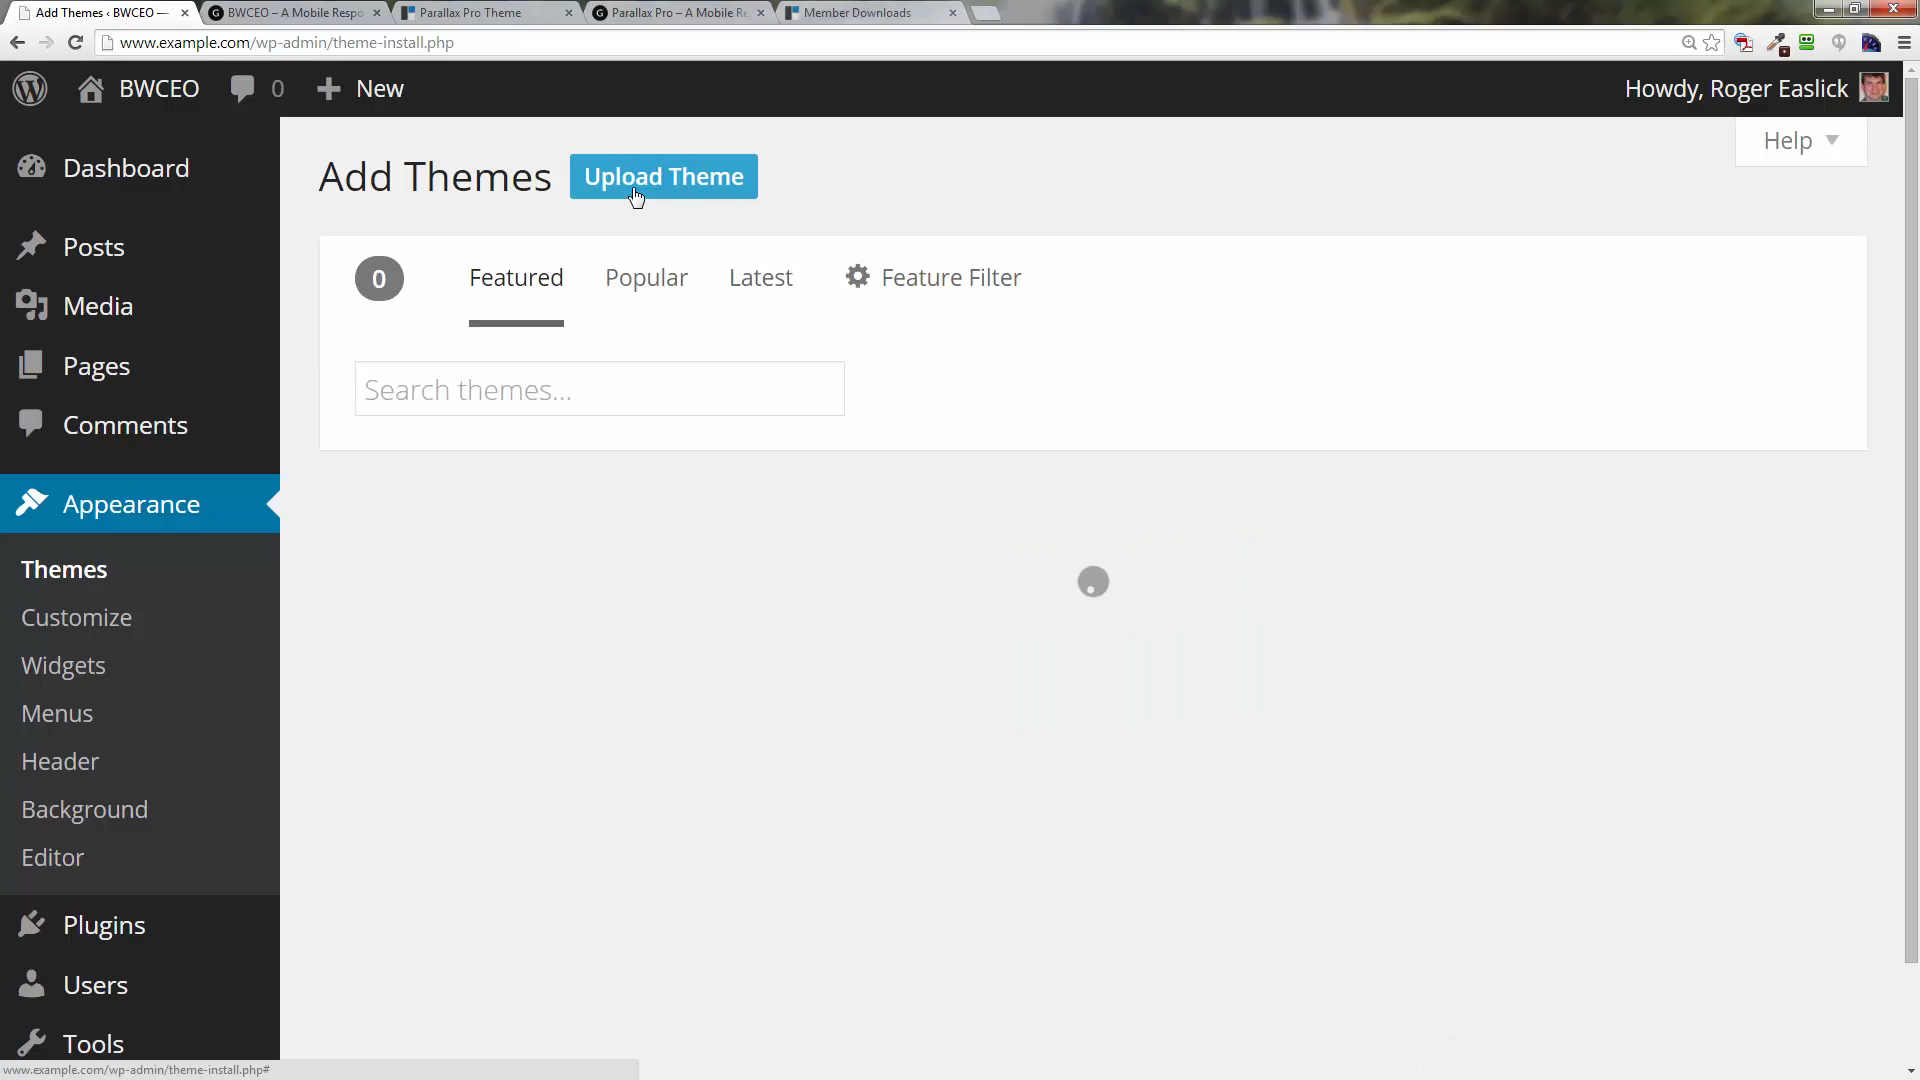 Add Themes ‹ BWCEO —
BWCEO – A Mobile Respo
Parallax Pro Theme
Parallax Pro – A Mobile Re
Member Downloads
www.example.com/wp-admin/theme-install.php
BWCEO
0
New
Howdy, Roger Easlick
Help
Dashboard
Posts
Media
Pages
Comments
Appearance
Themes
Customize
Widgets
Menus
Header
Background
Editor
Plugins
Users
Tools
Add Themes
Upload Theme
0
Featured
Popular
Latest
Feature Filter
Search themes...
www.example.com/wp-admin/theme-install.php#